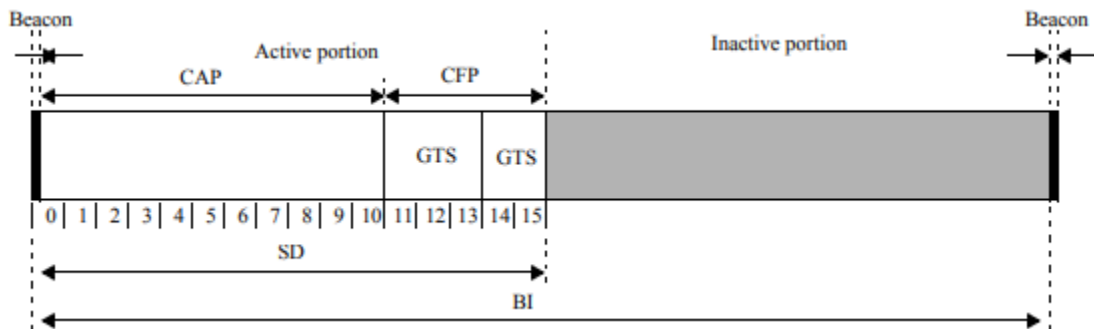 Beacon
Beacon
Active portion
Inactive portion
CAP
CFP
GTS
GTS
0 1 2 3 4 5 6 7 8 9 10 11 12 13 14 15
SD
BI